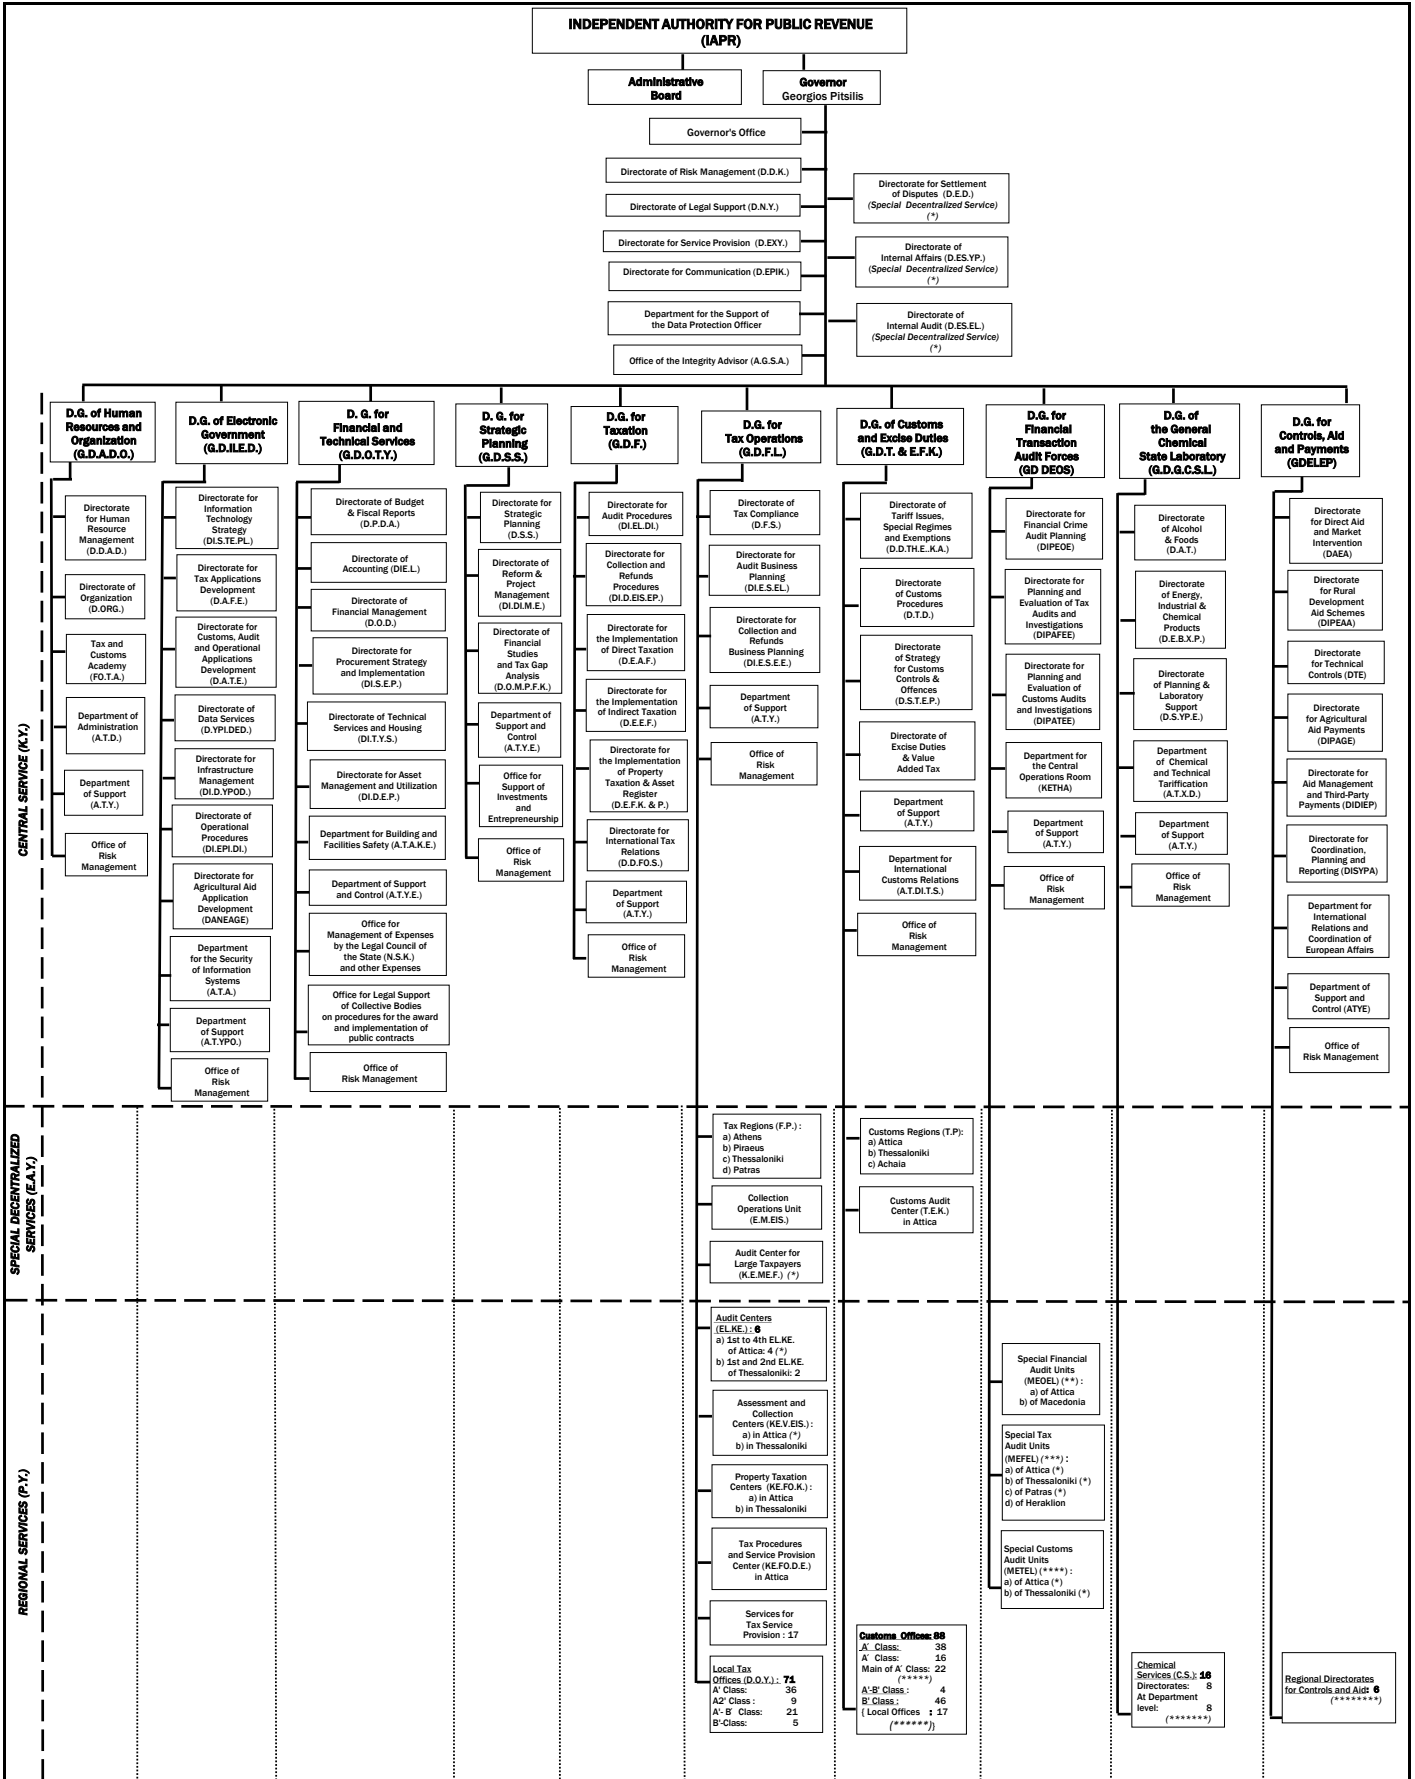 INDEPENDENT AUTHORITY FOR PUBLIC REVENUE
(IAPR)
Administrative
Board
Governor
Georgios Pitsilis
Governor's Office
Directorate of Risk Management (D.D.K.)
Directorate of Legal Support (D.N.Y.)
Directorate for Service Provision (D.EXY.)
Directorate for Communication (D.EPIK.)
Department for the Support of
the Data Protection Officer
Office of the Integrity Advisor (A.G.S.A.)
Directorate for Settlement
of Disputes (D.E.D.)
(Special Decentralized Service)
(*)
Directorate of
Internal Affairs (D.ES.YP.)
(Special Decentralized Service)
(*)
Directorate of
Internal Audit (D.ES.EL.)
(Special Decentralized Service)
(*)
CENTRAL SERVICE (K.Y.)
D.G. of Human
Resources and
Organization
(G.D.A.D.O.)
Directorate
for Human
Resource
Management
(D.D.A.D.)
Directorate of
Organization
(D.ORG.)
Tax and
Customs
Academy
(FO.T.A.)
Department of
Administration
(A.T.D.)
Department
of Support
(A.T.Y.)
Office of
Risk
Management
D.G. of Electronic
Government
(G.D.ILE.D.)
Directorate for
Information
Technology
Strategy
(DI.S.TE.PL.)
Directorate for
Tax Applications
Development
(D.A.F.E.)
Directorate for
Customs, Audit
and Operational
Applications
Development
(D.A.T.E.)
Directorate of
Data Services
(D.YPI.DED.)
Directorate for
Infrastructure
Management
(DI.D.YPOD.)
Directorate of
Operational
Procedures
(DI.EPI.DI.)
Directorate for
Agricultural Aid
Application
Development
(DANEAGE)
Department
for the Security
of Information
Systems
(A.T.A.)
Department
of Support
(A.T.YPO.)
Office of
Risk
Management
D. G. for
Financial and
Technical Services
(G.D.O.T.Y.)
Directorate of Budget
& Fiscal Reports
(D.P.D.A.)
Directorate of
Accounting (DIE.L.)
Directorate of
Financial Management
(D.O.D.)
Directorate for
Procurement Strategy
and Implementation
(DI.S.E.P.)
Directorate of Technical
Services and Housing
(DI.T.Y.S.)
Directorate for Asset
Management and Utilization
(DI.D.E.P.)
Department for Building and
Facilities Safety (A.T.A.K.E.)
Department of Support
and Control (A.T.Y.E.)
Office for
Management of Expenses
by the Legal Council of
the State (N.S.K.)
and other Expenses
Office for Legal Support
of Collective Bodies
on procedures for the award
and implementation of
public contracts
Office of
Risk Management
D. G. for
Strategic
Planning
(G.D.S.S.)
Directorate for
Strategic
Planning
(D.S.S.)
Directorate of
Reform &
Project
Management
(DI.DI.M.E.)
Directorate of
Financial
Studies
and Tax Gap
Analysis
(D.O.M.P.F.K.)
Department of
Support and
Control
(A.T.Y.E.)
Office for
Support of
Investments
and
Entrepreneurship
Office of
Risk
Management
D.G. for
Taxation
(G.D.F.)
Directorate for
Audit Procedures
(DI.EL.DI.)
Directorate for
Collection and
Refunds
Procedures
(DI.D.EIS.EP.)
Directorate for
the Implementation
of Direct Taxation
(D.E.A.F.)
Directorate for
the Implementation
of Indirect Taxation
(D.E.E.F.)
Directorate for
the Implementation
of Property
Taxation & Asset
Register
(D.E.F.K. & P.)
Directorate for
International Tax
Relations
(D.D.FO.S.)
Department
of Support
(A.T.Y.)
Office of
Risk
Management
D.G. for
Tax Operations
(G.D.F.L.)
Directorate of
Tax Compliance
(D.F.S.)
Directorate for
Audit Business
Planning
(DI.E.S.EL.)
Directorate for
Collection and
Refunds
Business Planning
(DI.E.S.E.E.)
Department
of Support
(A.T.Y.)
Office of
Risk
Management
D.G. of Customs
and Excise Duties
(G.D.T. & E.F.K.)
Directorate of
Tariff Issues,
Special Regimes
and Exemptions
(D.D.TH.E..K.A.)
Directorate
of Customs
Procedures
(D.T.D.)
Directorate
of Strategy
for Customs
Controls &
Offences
(D.S.T.E.P.)
Directorate of
Excise Duties
& Value
Added Tax
Department
of Support
(A.T.Y.)
Department for
International
Customs Relations
(A.T.DI.T.S.)
Office of
Risk
Management
D.G. for
Financial
Transaction
Audit Forces
(GD DEOS)
Directorate for
Financial Crime
Audit Planning
(DIPEOE)
Directorate for
Planning and
Evaluation of Tax
Audits and
Investigations
(DIPAFEE)
Directorate for
Planning and
Evaluation of
Customs Audits
and Investigations
(DIPATEE)
Department for
the Central
Operations Room
(KETHA)
Department
of Support
(A.T.Y.)
Office of
Risk
Management
D.G. of
the General
Chemical
State Laboratory
(G.D.G.C.S.L.)
Directorate
of Alcohol
& Foods
(D.A.T.)
Directorate
of Energy,
Industrial &
Chemical
Products
(D.E.B.X.P.)
Directorate
of Planning &
Laboratory
Support
(D.S.YP.E.)
Department
of Chemical
and Technical
Tariffication
(A.T.X.D.)
Department
of Support
(A.T.Y.)
Office of
Risk
Management
D.G. for
Controls, Aid
and Payments
(GDELEP)
Directorate
for Direct Aid
and Market
Intervention
(DAEA)
Directorate
for Rural
Development
Aid Schemes
(DIPEAA)
Directorate
for Technical
Controls (DTE)
Directorate
for Agricultural
Aid Payments
(DIPAGE)
Directorate for
Aid Management
and Third-Party
Payments (DIDIEP)
Directorate for
Coordination,
Planning and
Reporting (DISYPA)
Department for
International
Relations and
Coordination of
European Affairs
Department of
Support and
Control (ATYE)
Office of
Risk Management
SPECIAL DECENTRALIZED
SERVICES (E.A.Y.)
Tax Regions (F.P.) :
a) Athens
b) Piraeus
c) Thessaloniki
d) Patras
Collection
Operations Unit
(E.M.EIS.)
Audit Center for
Large Taxpayers
(K.E.ME.F.) (*)
Customs Regions (T.P):
a) Attica
b) Thessaloniki
c) Achaia
Customs Audit
Center (T.E.K.)
in Attica
REGIONAL SERVICES (P.Y.)
Audit Centers
(EL.KE.) : 6
a) 1st to 4th EL.KE.
of Attica: 4 (*)
b) 1st and 2nd EL.KE.
of Thessaloniki: 2
Assessment and
Collection
Centers (KE.V.EIS.) :
a) in Attica (*)
b) in Thessaloniki
Property Taxation
Centers (KE.FO.K.) :
a) in Attica
b) in Thessaloniki
Tax Procedures
and Service Provision
Center (KE.FO.D.E.)
in Attica
Services for
Tax Service
Provision : 17
Local Tax
Offices (D.O.Y.) : 71
A' Class: 36
A2' Class : 9
A'- B' Class: 21
B'-Class: 5
Customs Offices: 88
A' Class: 38
A' Class: 16
Main of A' Class: 22
(*****)
A'-B' Class : 4
B' Class : 46
( Local Offices : 17
(******))
Special Financial
Audit Units
(MEOEL) (**) :
a) of Attica
b) of Macedonia
Special Tax
Audit Units
(MEFEL) (***) :
a) of Attica (*)
b) of Thessaloniki (*)
c) of Patras (*)
d) of Heraklion
Special Customs
Audit Units
(METEL) (****) :
a) of Attica (*)
b) of Thessaloniki (*)
Chemical
Services (C.S.): 16
Directorates: 8
At Department
level: 8
(*******)
Regional Directorates
for Controls and Aid: 6
(********)